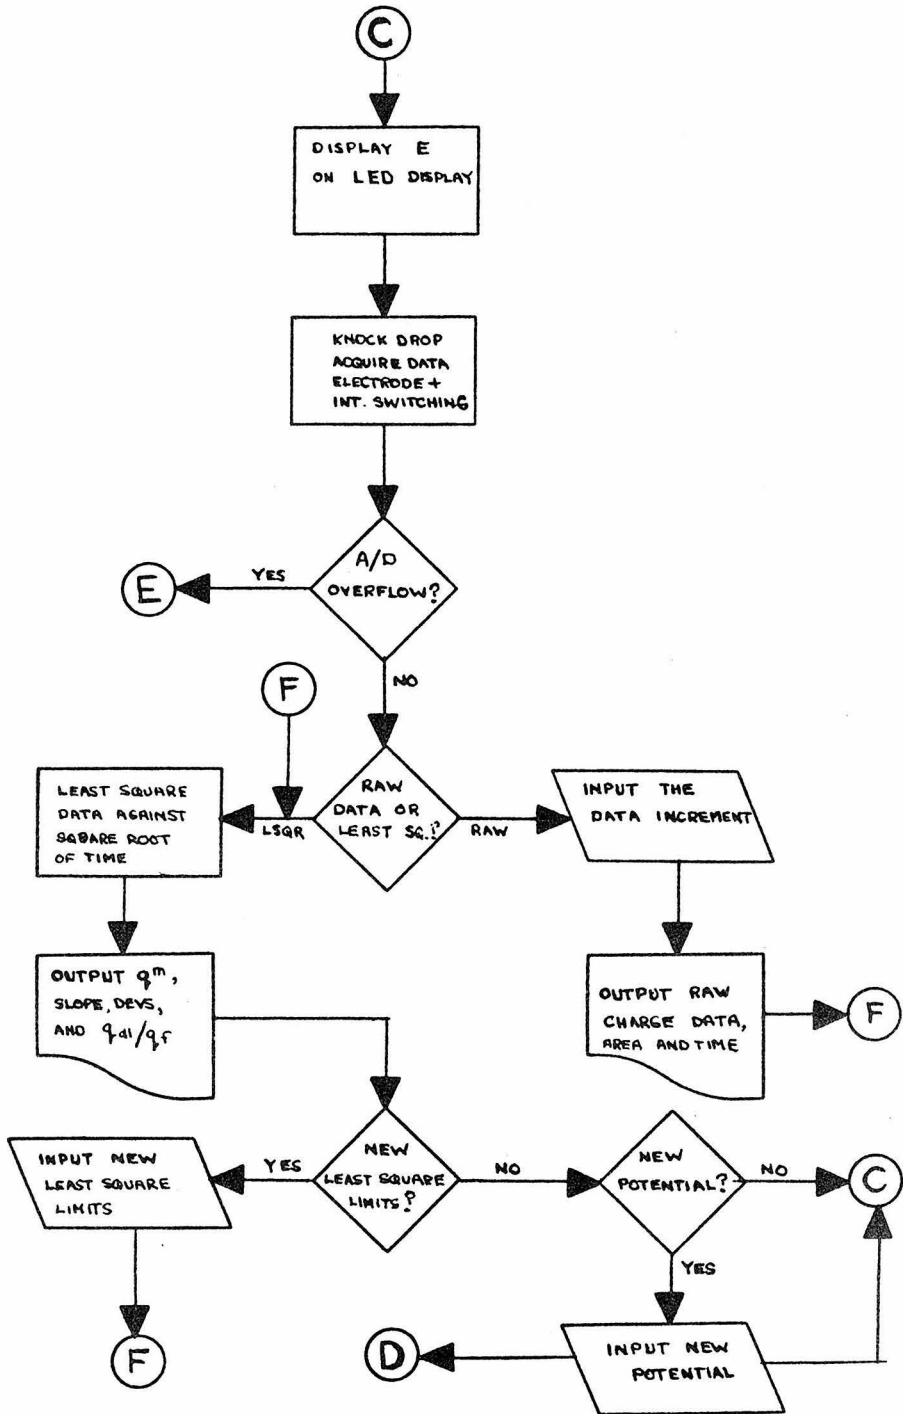 C
DISPLAY E
ON LED DISPLAY
KNOCK DROP
ACQUIRE DATA
ELECTRODE +
INT. SWITCHING
A/D
OVERFLOW?
YES
E
NO
F
RAW
DATA OR
LEAST SQ.?
LSQR
RAW
LEAST SQUARE
DATA AGAINST
SQUARE ROOT
OF TIME
INPUT THE
DATA INCREMENT
OUTPUT qᵐ,
SLOPE, DEVS,
AND qdl/qf
OUTPUT RAW
CHARGE DATA,
AREA AND TIME
F
NEW
LEAST SQUARE
LIMITS?
YES
INPUT NEW
LEAST SQUARE
LIMITS
NO
NEW
POTENTIAL?
NO
C
YES
F
D
INPUT NEW
POTENTIAL